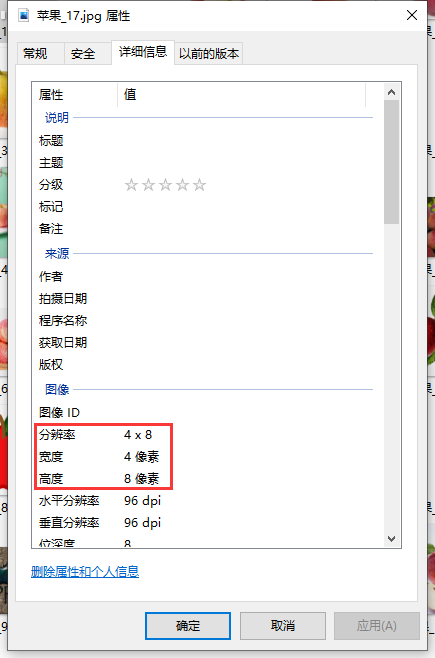 苹果_17.jpg 属性
常规 安全 详细信息 以前的版本
属性 值
说明
标题
主题
分级 ☆☆☆☆☆
标记
备注
来源
作者
拍摄日期
程序名称
获取日期
版权
图像
图像 ID
分辨率 4 x 8
宽度 4 像素
高度 8 像素
水平分辨率 96 dpi
垂直分辨率 96 dpi
位深度 8
删除属性和个人信息
确定 取消 应用(A)